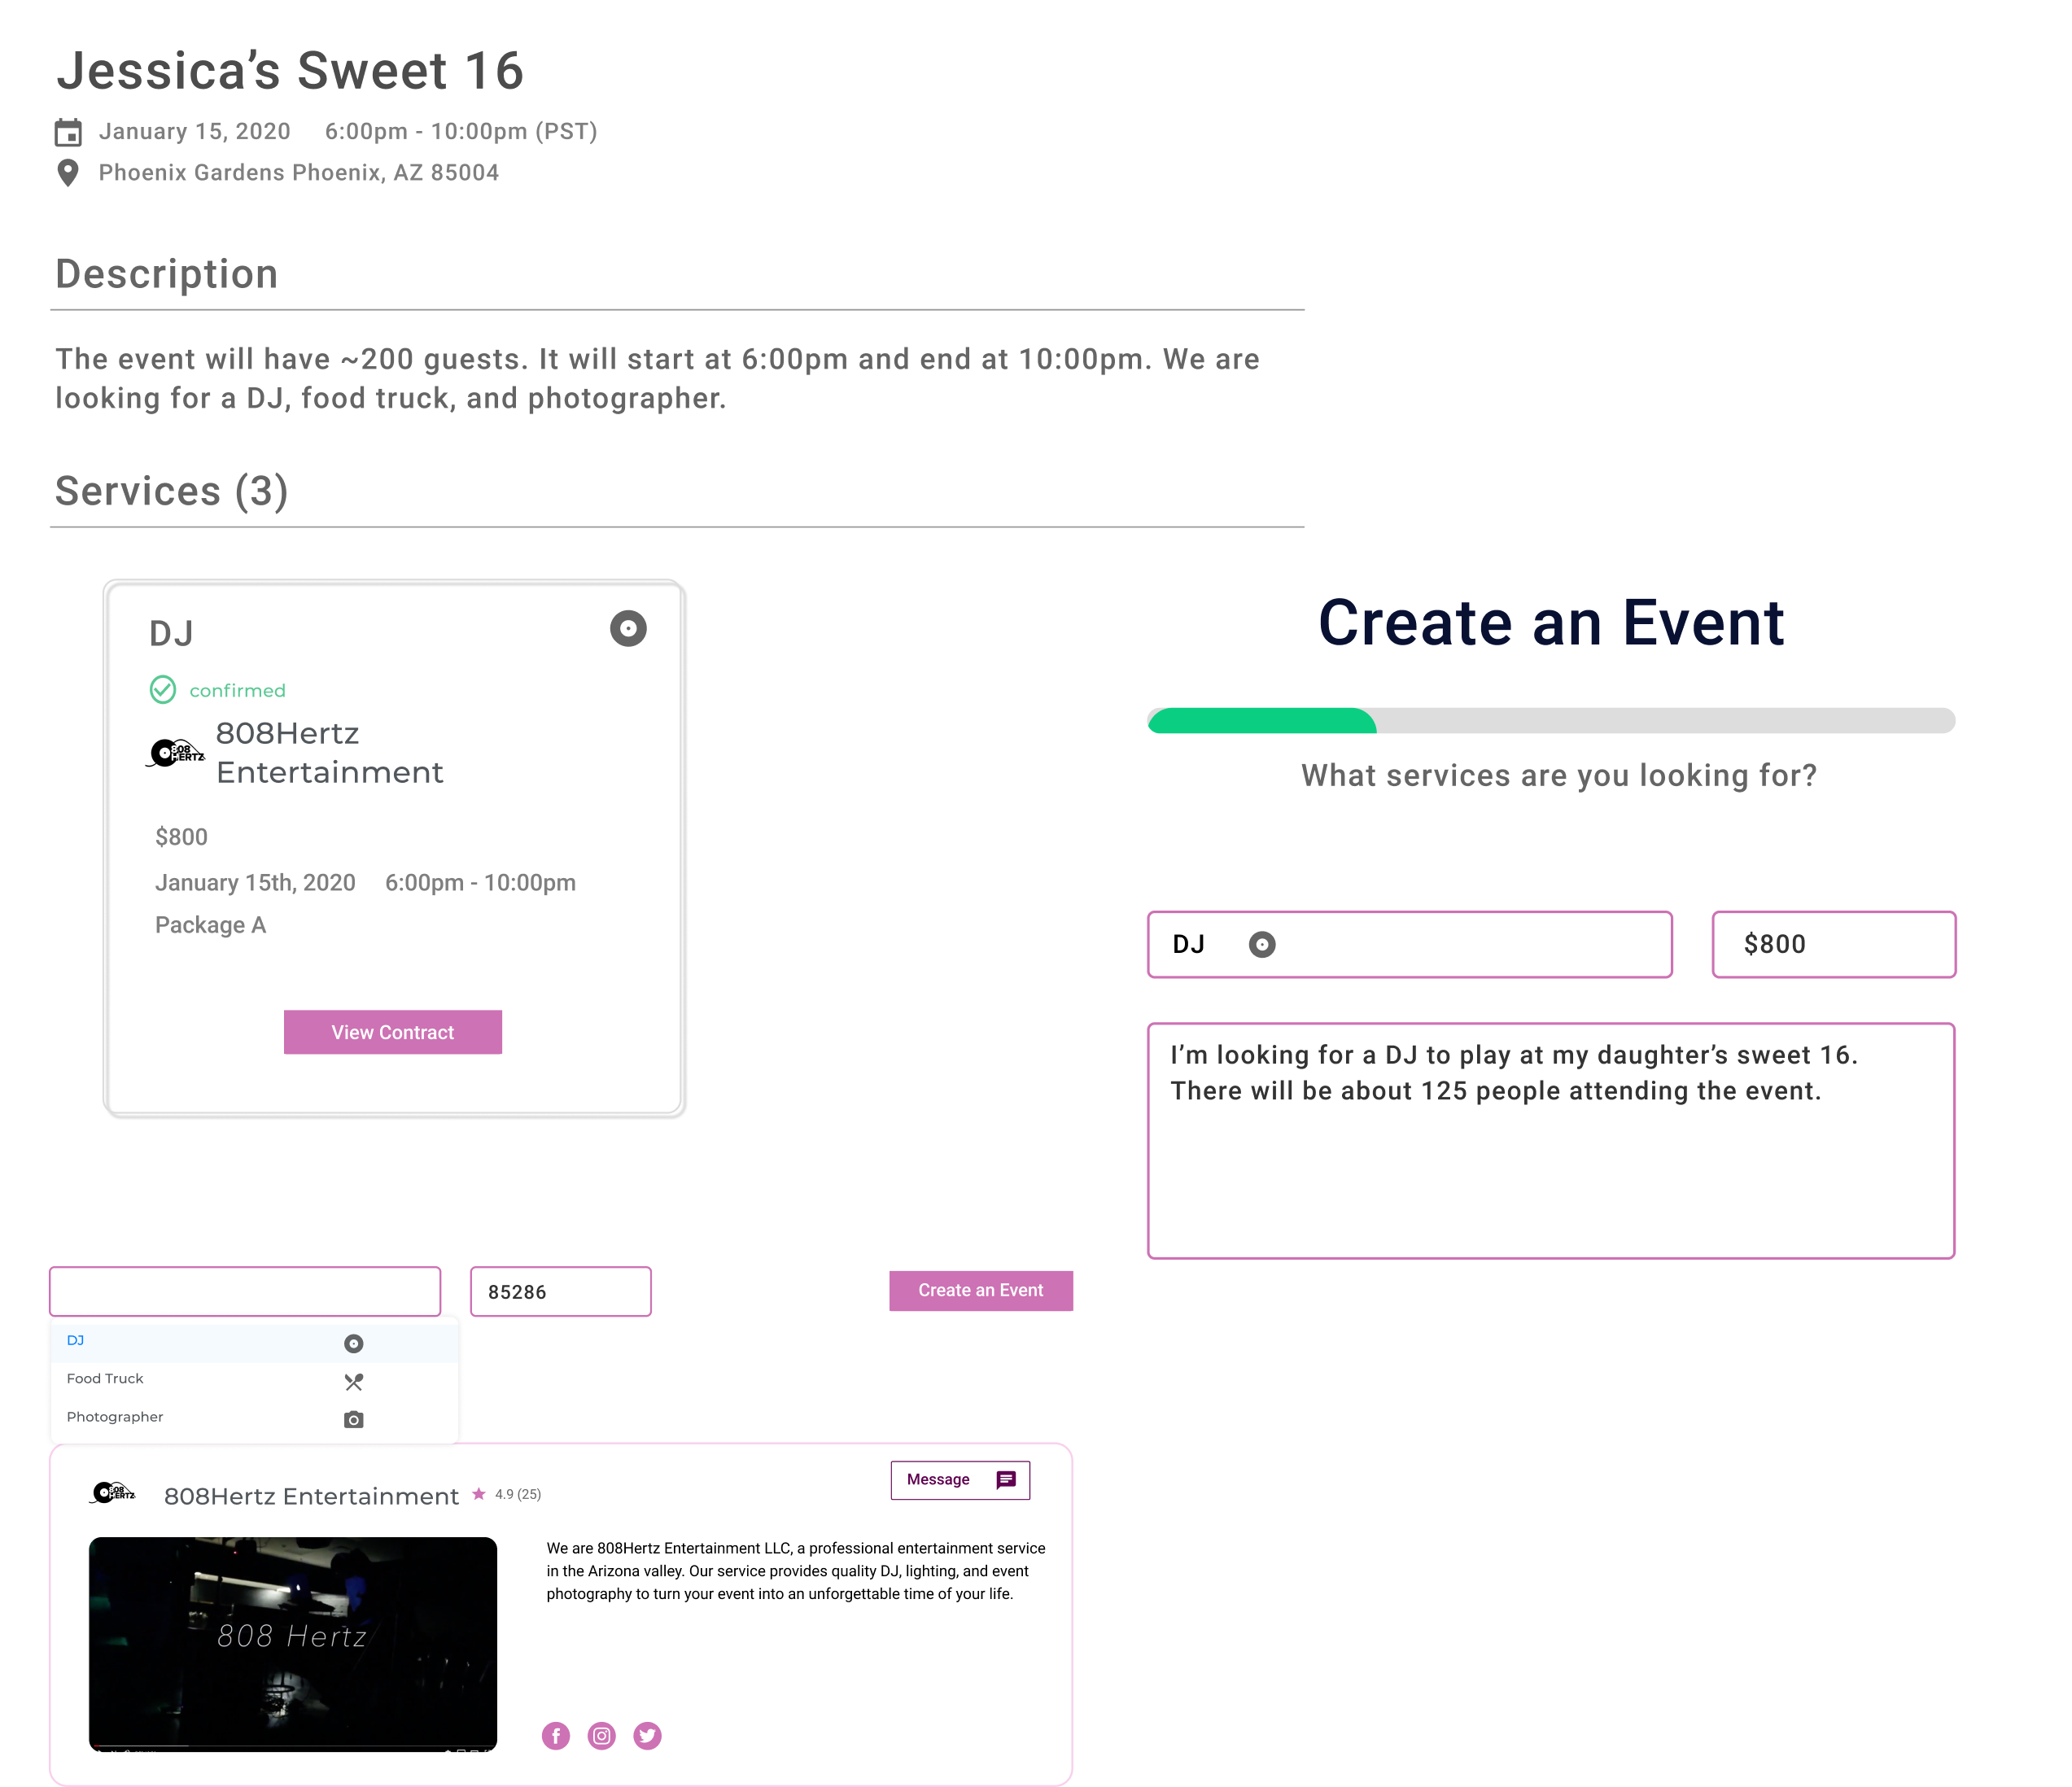 Jessica’s Sweet 16
January 15, 2020 6:00pm - 10:00pm (PST)
Phoenix Gardens Phoenix, AZ 85004
Description
The event will have ~200 guests. It will start at 6:00pm and end at 10:00pm. We are
looking for a DJ, food truck, and photographer.
Services (3)
DJ
confirmed
808
HERTZ
808Hertz
Entertainment
$800
January 15th, 2020 6:00pm - 10:00pm
Package A
View Contract
Create an Event
What services are you looking for?
DJ
$800
I’m looking for a DJ to play at my daughter’s sweet 16.
There will be about 125 people attending the event.
85286
Create an Event
DJ
Food Truck
Photographer
808
HERTZ
808Hertz Entertainment 4.9 (25)
Message
808 Hertz
We are 808Hertz Entertainment LLC, a professional entertainment service
in the Arizona valley. Our service provides quality DJ, lighting, and event
photography to turn your event into an unforgettable time of your life.